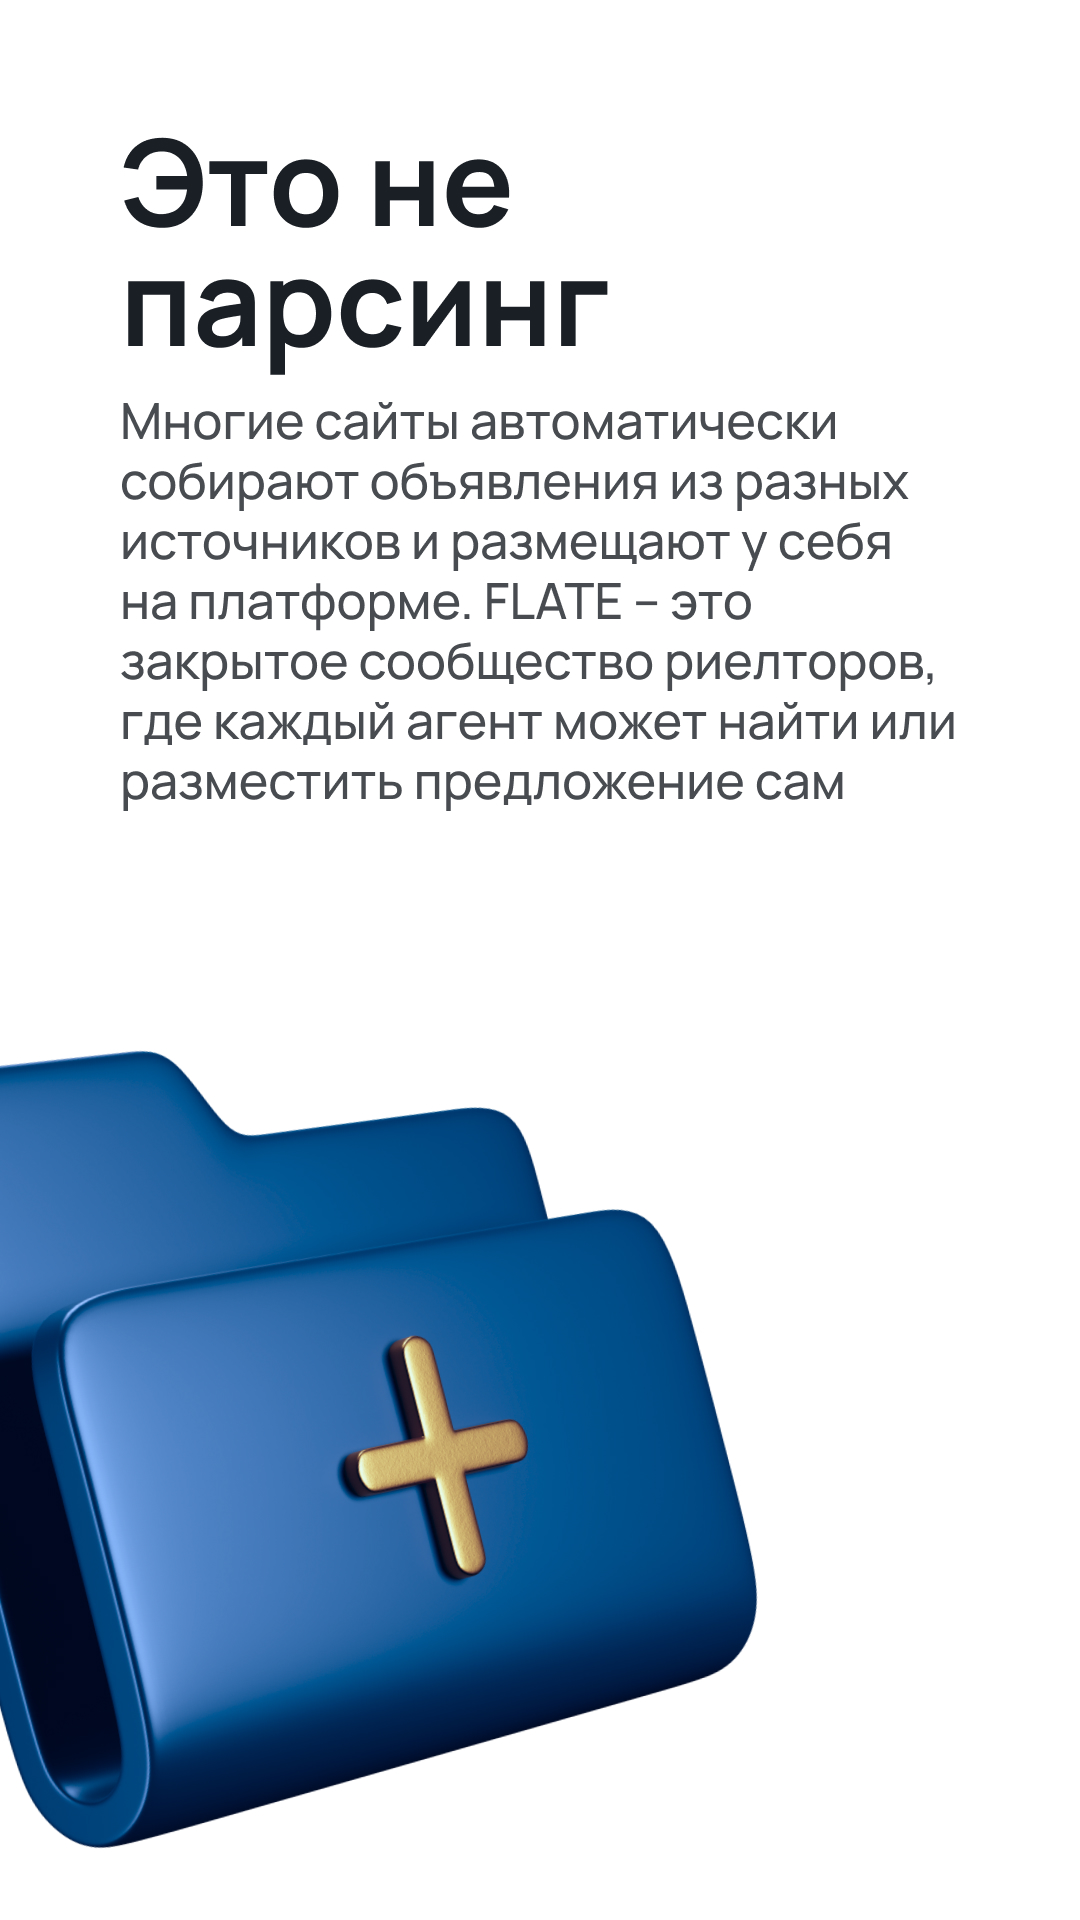 Это не
парсинг
Многие сайты автоматически
собирают объявления из разных
источников и размещают у себя
на платформе. FLATE – это
закрытое сообщество риелторов,
где каждый агент может найти или
разместить предложение сам